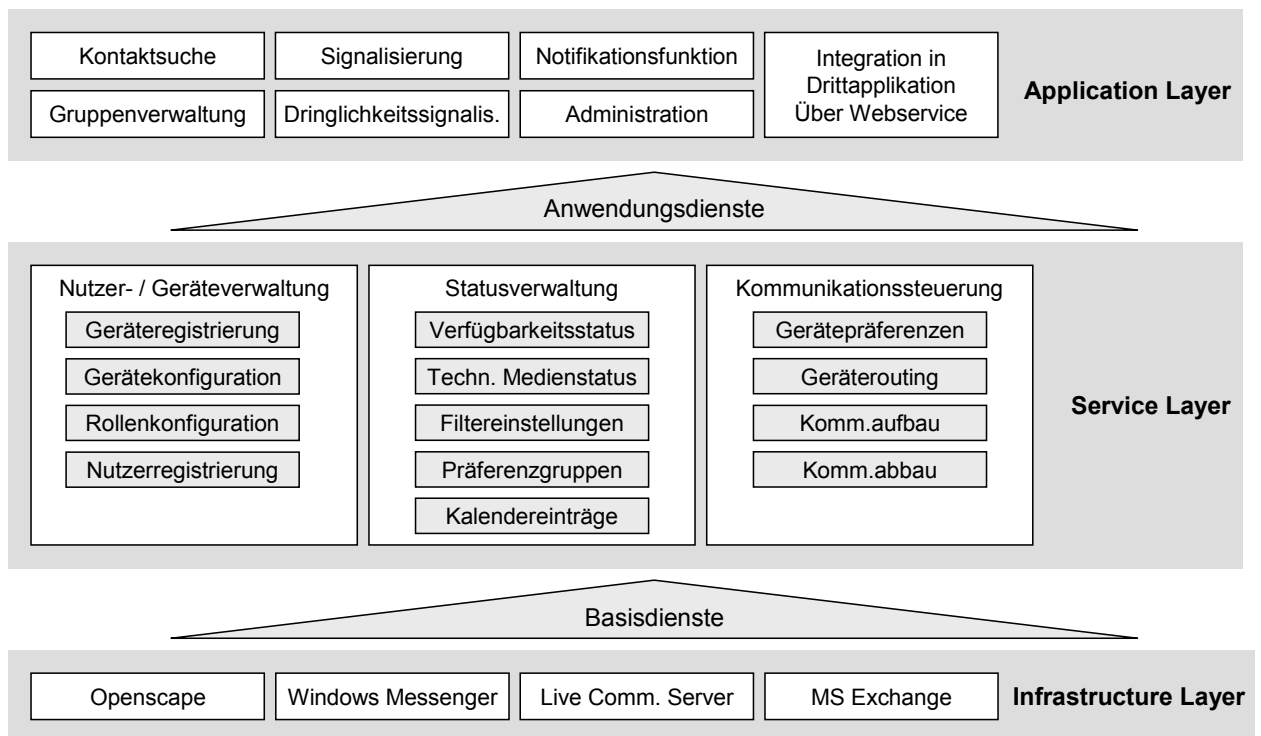 Kontaktsuche
Signalisierung
Notifikationsfunktion
Integration in
Drittapplikation
Über Webservice
Gruppenverwaltung
Dringlichkeitssignalis.
Administration
Application Layer
Anwendungsdienste
Nutzer- / Geräteverwaltung
Geräteregistrierung
Gerätekonfiguration
Rollenkonfiguration
Nutzerregistrierung
Statusverwaltung
Verfügbarkeitsstatus
Techn. Medienstatus
Filtereinstellungen
Präferenzgruppen
Kalendereinträge
Kommunikationssteuerung
Gerätepräferenzen
Geräterouting
Komm.aufbau
Komm.abbau
Service Layer
Basisdienste
Openscape
Windows Messenger
Live Comm. Server
MS Exchange
Infrastructure Layer